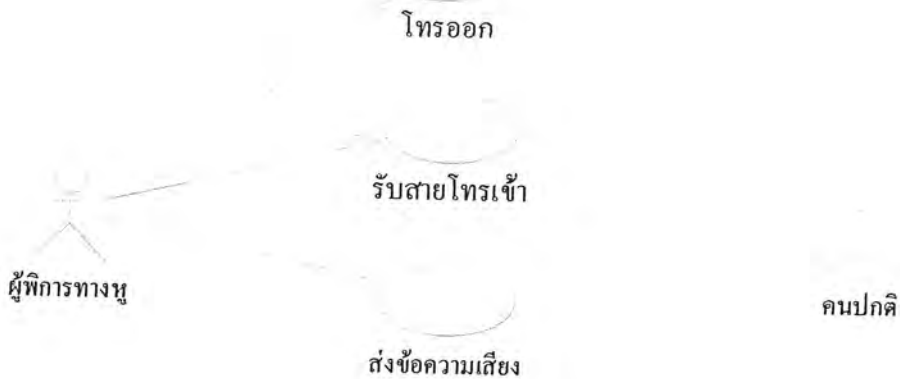 โทรออก
รับสายโทรเข้า
ผู้พิการทางหู
คนปกติ
ส่งข้อความเสียง